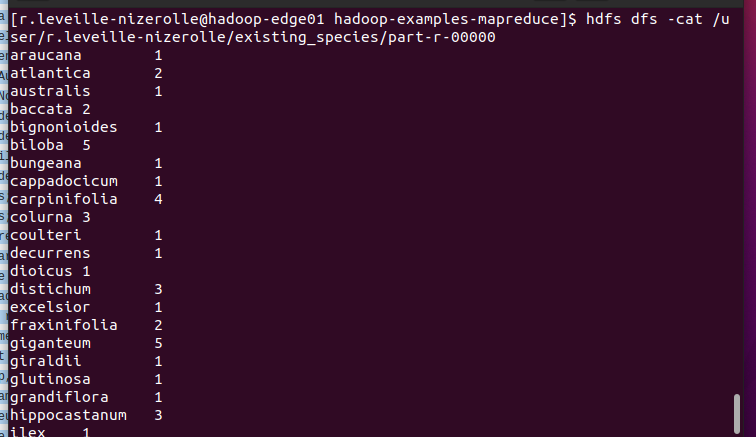 [r.leveille-nizerolle@hadoop-edge01 hadoop-examples-mapreduce]$ hdfs dfs -cat /u
ser/r.leveille-nizerolle/existing_species/part-r-00000
araucana 1
atlantica 2
australis 1
baccata 2
bignonioides 1
biloba 5
bungeana 1
cappadocicum 1
carpinifolia 4
colurna 3
coulteri 1
decurrens 1
dioicus 1
distichum 3
excelsior 1
fraxinifolia 2
giganteum 5
giraldii 1
glutinosa 1
grandiflora 1
hippocastanum 3
ilex 1